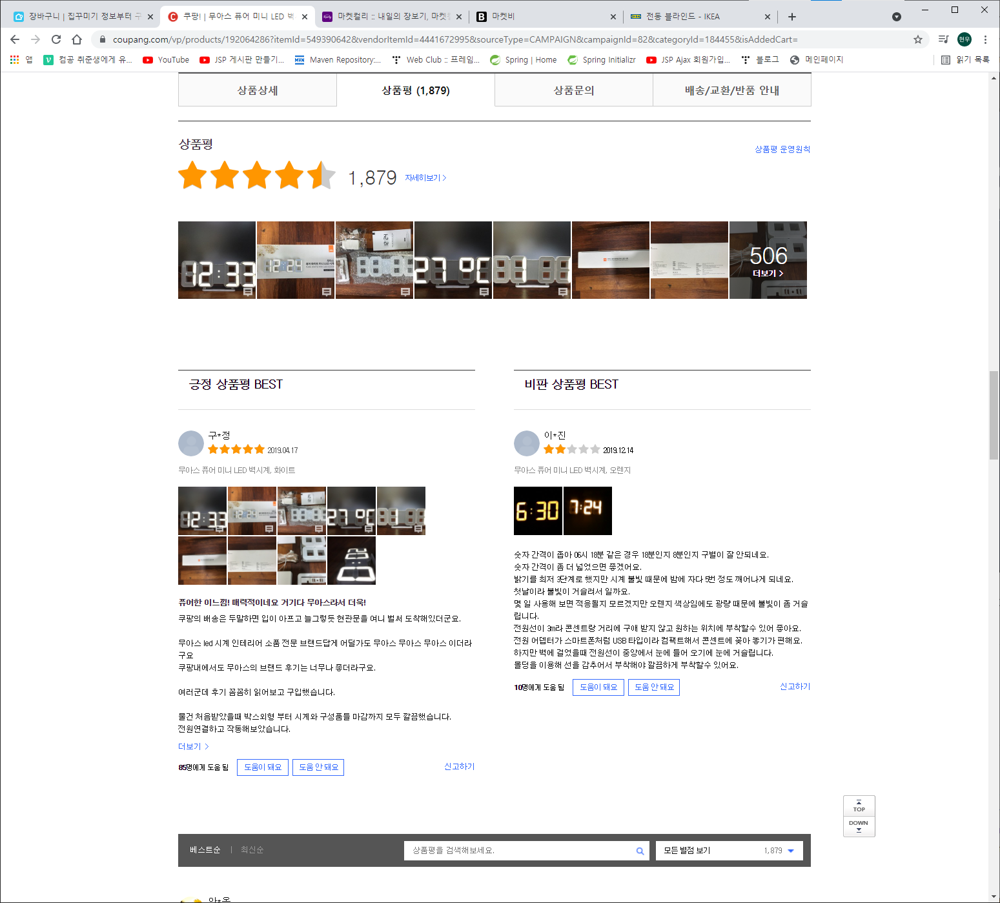 장바구니 | 집꾸미기 정보부터 구
쿠팡! | 무아스 퓨어 미니 LED 벽
마켓컬리 :: 내일의 장보기, 마켓컬
마켓비
전동 블라인드 - IKEA
coupang.com/vp/products/192064286?itemId=549390642&vendorItemId=4441672995&sourceType=CAMPAIGN&campaignId=82&categoryId=184455&isAddedCart=
현우
앱
컴공 취준생에게 유...
YouTube
JSP 게시판 만들기...
Maven Repository:...
Web Club :: 프레임...
Spring | Home
Spring Initializr
JSP Ajax 회원가입...
블로그
메인페이지
읽기 목록
상품상세
상품평 (1,879)
상품문의
배송/교환/반품 안내
상품평
상품평 운영원칙
1,879
자세히보기
12:33
12:24
27 ºC
1
506
더보기
긍정 상품평 BEST
비판 상품평 BEST
구*정
2019.04.17
무아스 퓨어 미니 LED 벽시계, 화이트
12:33
12:24
27 ºC
퓨어한 이느낌! 매력적이네요 거기다 무아스라서 더욱!
쿠팡의 배송은 두말하면 입이 아프고 늘그렇듯 현관문을 여니 벌써 도착해있더군요.
무아스 led 시계 인테리어 소품 전문 브랜드답게 어딜가도 무아스 무아스 무아스 이더라
구요
쿠팡내에서도 무아스의 브랜드 후기는 너무나 좋더라구요.
여러군데 후기 꼼꼼히 읽어보고 구입했습니다.
물건 처음받았을때 박스외형 부터 시계와 구성품들 마감까지 모두 깔끔했습니다.
전원연결하고 작동해보았습니다.
더보기
85명에게 도움 됨
도움이 돼요
도움 안 돼요
신고하기
이*진
2019.12.14
무아스 퓨어 미니 LED 벽시계, 오렌지
6:30
7:24
숫자 간격이 좁아 06시 18분 같은 경우 18분인지 8분인지 구별이 잘 안되네요.
숫자 간격이 좀 더 넓었으면 좋겠어요.
밝기를 최저 3단계로 했지만 시계 불빛 때문에 밤에 자다 5번 정도 깨어나게 되네요.
첫날이라 불빛이 거슬려서 일까요.
몇 일 사용해 보면 적응될지 모르겠지만 오렌지 색상임에도 광량 때문에 불빛이 좀 거슬
립니다.
전원선이 3m라 콘센트랑 거리에 구애 받지 않고 원하는 위치에 부착할수 있어 좋아요.
전원 어뎁터가 스마트폰처럼 USB 타입이라 컴팩트해서 콘센트에 꽂아 놓기가 편해요.
하지만 벽에 걸었을때 전원선이 중앙에서 눈에 들어 오기에 눈에 거슬립니다.
몰딩을 이용해 선을 감추어서 부착해야 깔끔하게 부착할수 있어요.
10명에게 도움 됨
도움이 돼요
도움 안 돼요
신고하기
TOP
DOWN
베스트순
최신순
상품평을 검색해보세요.
모든 별점 보기
1,879